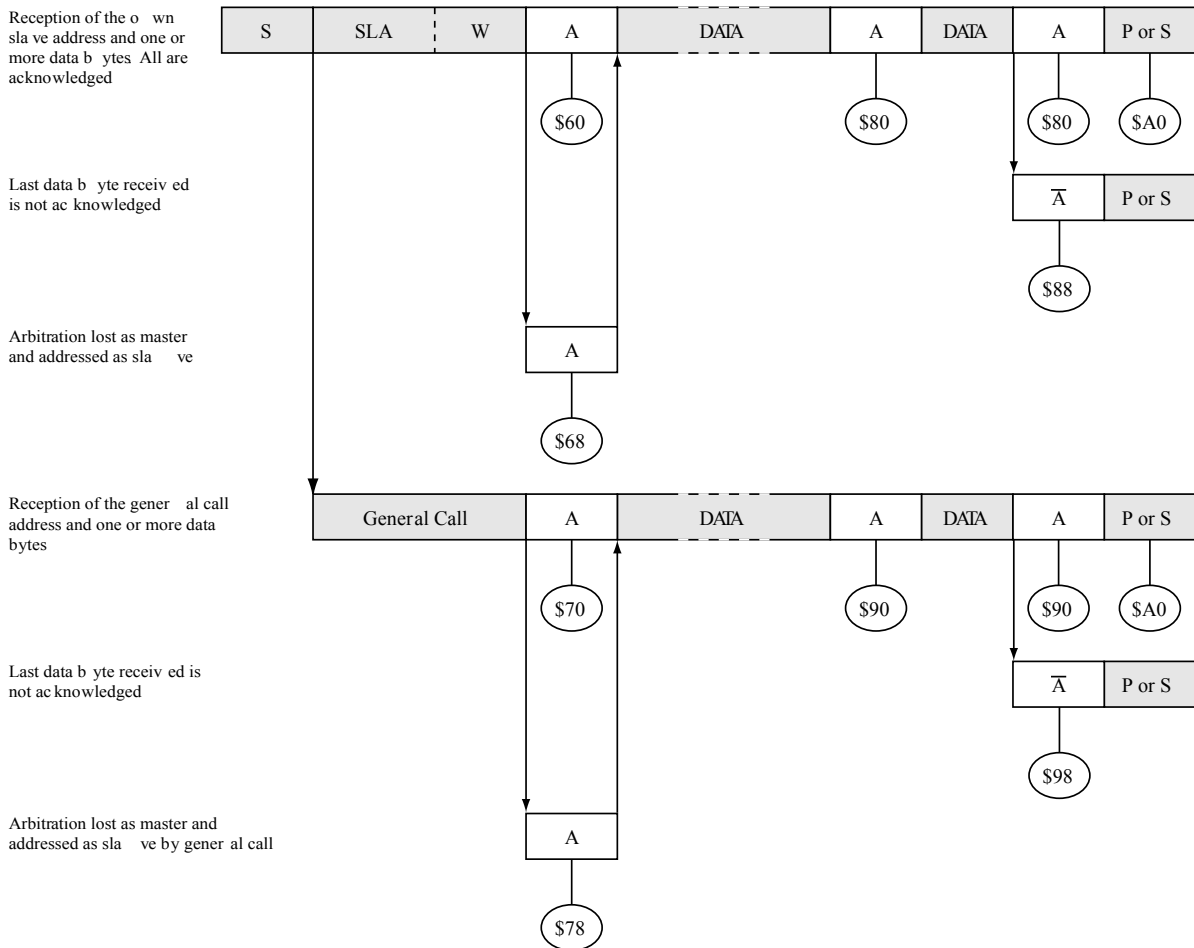 Reception of the o wn
sla ve address and one or
more data b ytes. All are
acknowledged
S SLA W A DATA A DATA A P or S
$60 $80 $80 $A0
Last data b yte receiv ed
is not ac knowledged
A̅ P or S
$88
Arbitration lost as master
and addressed as sla ve
A
$68
Reception of the gener al call
address and one or more data
bytes
General Call A DATA A DATA A P or S
$70 $90 $90 $A0
Last data b yte receiv ed is
not ac knowledged
A̅ P or S
$98
Arbitration lost as master and
addressed as sla ve by gener al call
A
$78